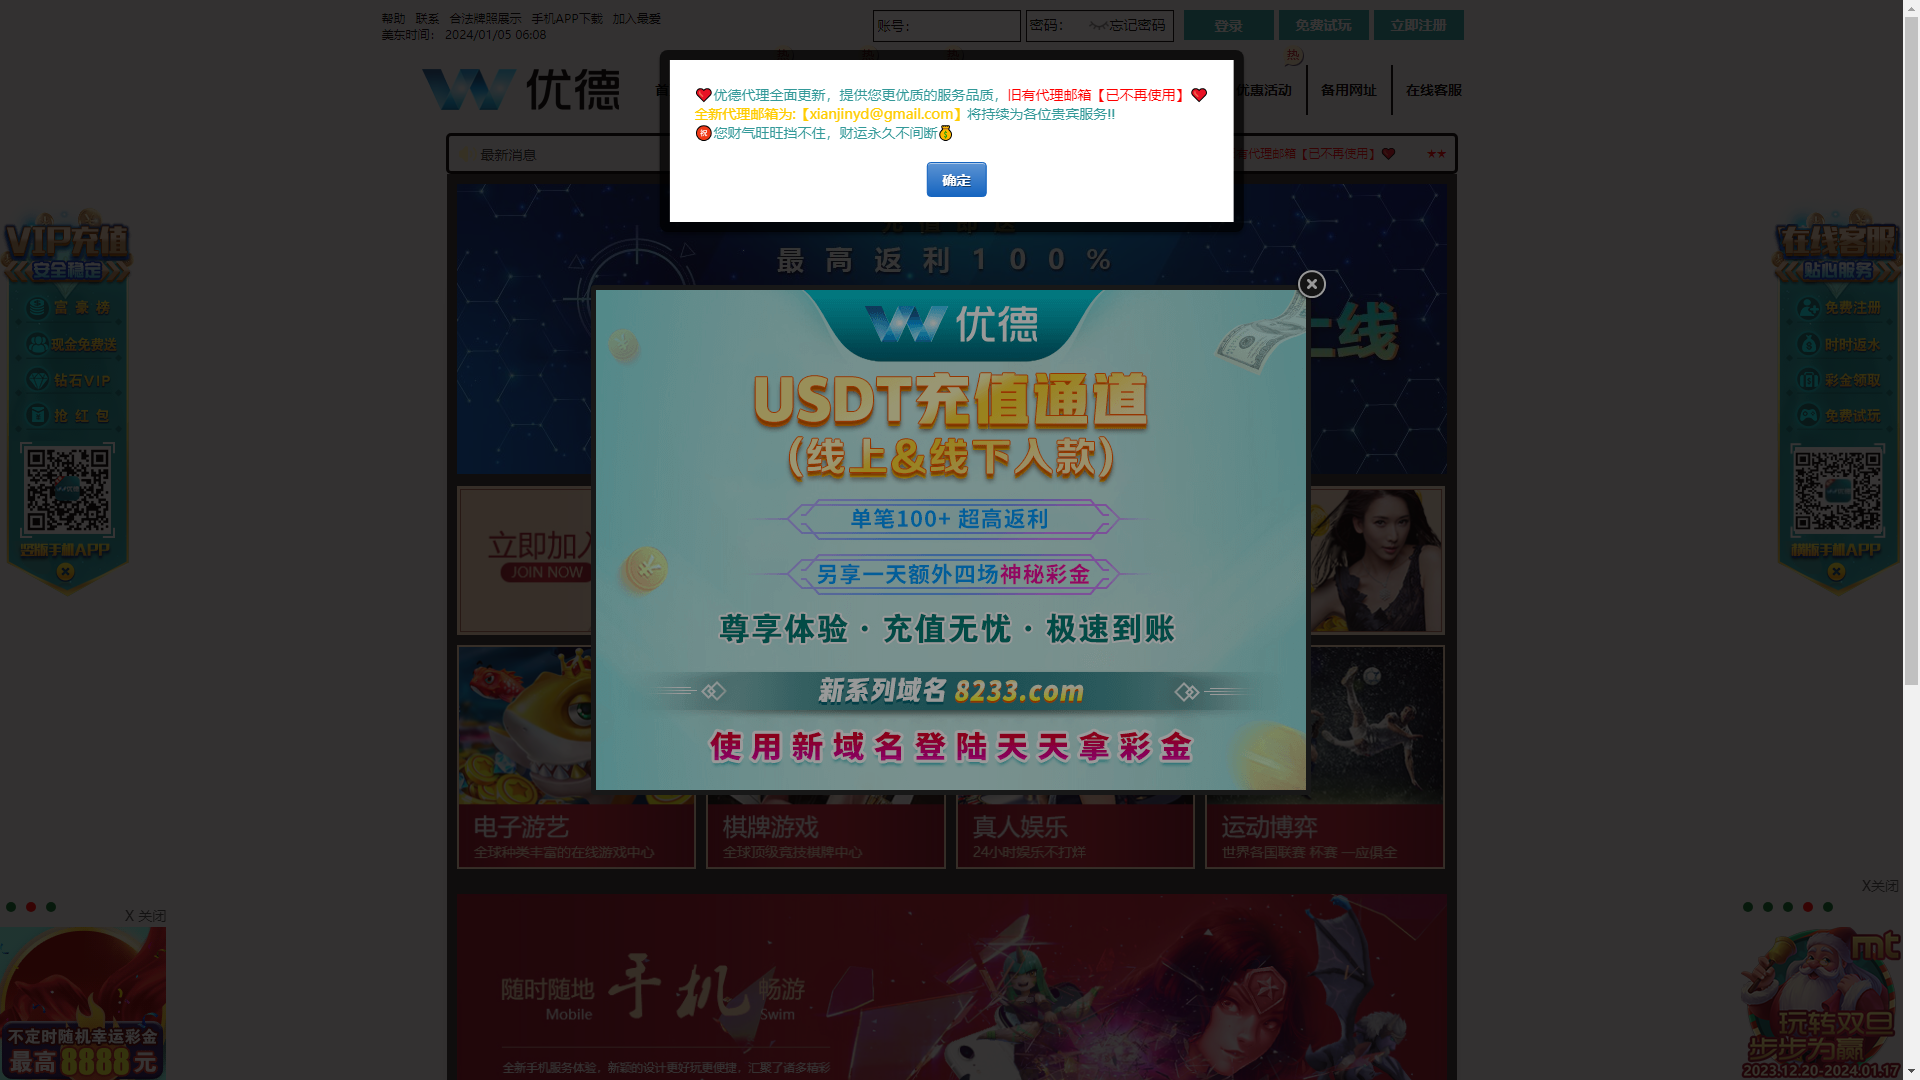 帮助 联系 合法牌照展示 手机APP下载 加入最爱
美东时间： 2024/01/05 06:08
账号：
密码： 忘记密码
登录
免费试玩
立即注册
优德
热
优惠活动
备用网址
在线客服
❤️优德代理全面更新，提供您更优质的服务品质，旧有代理邮箱【已不再使用】❤️
全新代理邮箱为:【xianjinyd@gmail.com】将持续为各位贵宾服务!!
㊗️您财气旺旺挡不住，财运永久不间断💰
确定
最新消息
代理邮箱【已不再使用】❤️ ★★
最高返利100%
上线
VIP充值
安全稳定
富豪榜
现金免费送
钻石VIP
抢红包
竖版手机APP
在线客服
贴心服务
免费注册
时时返水
彩金领取
免费试玩
横版手机APP
优德
USDT充值通道
(线上&线下入款)
单笔100+ 超高返利
另享一天额外四场神秘彩金
尊享体验 · 充值无忧 · 极速到账
新系列域名 8233.com
使用新域名登陆天天拿彩金
立即加入
JOIN NOW
电子游艺
全球种类丰富的在线游戏中心
棋牌游戏
全球顶级竞技棋牌中心
真人娱乐
24小时娱乐不打烊
运动博弈
世界各国联赛 杯赛 一应俱全
X 关闭
不定时随机幸运彩金
最高8888元
X关闭
mt
玩转双旦
步步为赢
2023.12.20-2024.01.17
随时随地 手机 畅游
Mobile Swim
全新手机服务体验，新颖的设计更好玩更便捷，汇聚了诸多精彩